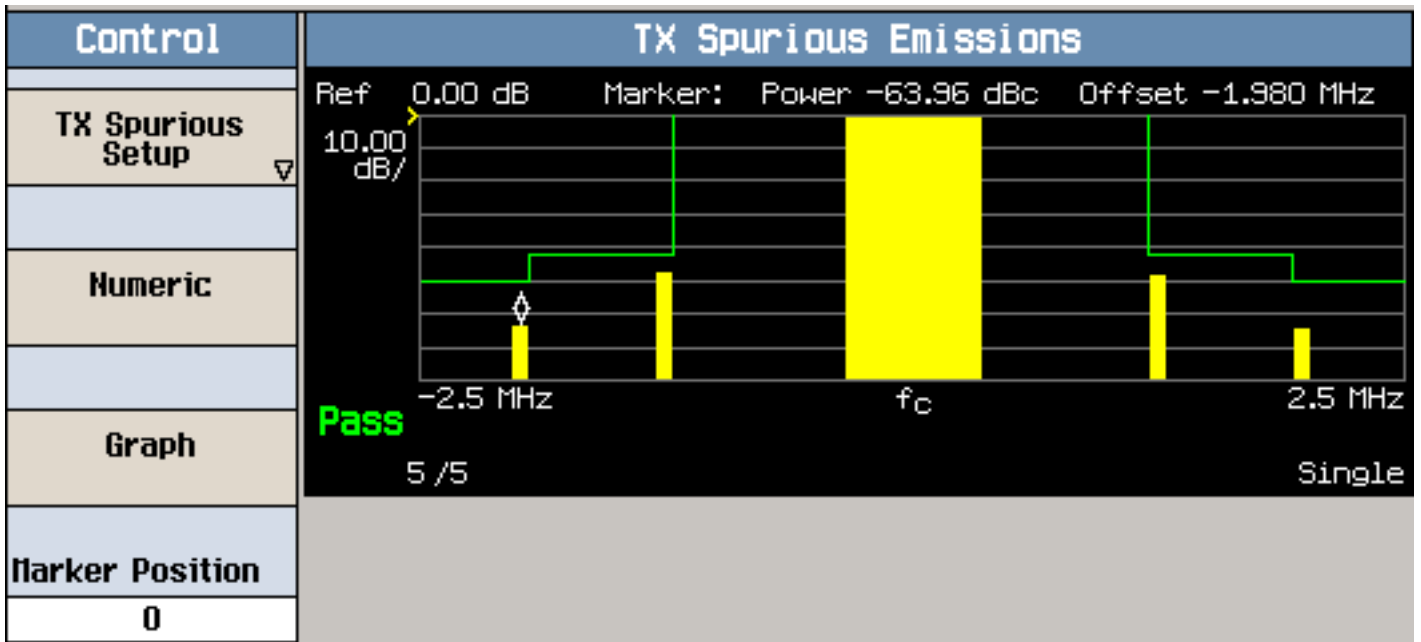 Control
TX Spurious
Setup
Numeric
Graph
Marker Position
0
TX Spurious Emissions
Ref 0.00 dB Marker: Power -63.96 dBc Offset -1.980 MHz
10.00
dB/
-2.5 MHz fc 2.5 MHz
Pass
5/5 Single